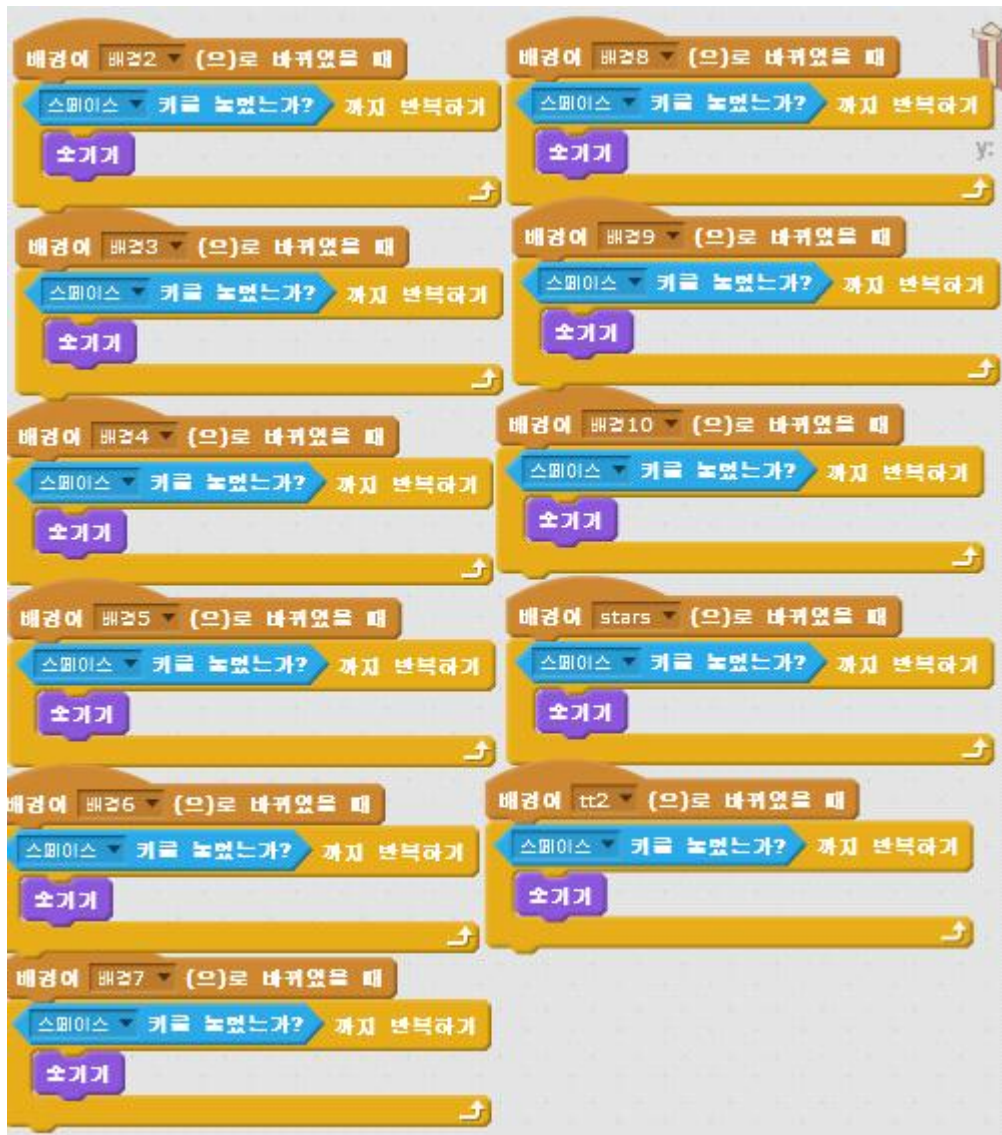 배경이 배경2 (으)로 바뀌었을 때
스페이스 키를 눌렀는가? 까지 반복하기
숨기기
배경이 배경3 (으)로 바뀌었을 때
스페이스 키를 눌렀는가? 까지 반복하기
숨기기
배경이 배경4 (으)로 바뀌었을 때
스페이스 키를 눌렀는가? 까지 반복하기
숨기기
배경이 배경5 (으)로 바뀌었을 때
스페이스 키를 눌렀는가? 까지 반복하기
숨기기
배경이 배경6 (으)로 바뀌었을 때
스페이스 키를 눌렀는가? 까지 반복하기
숨기기
배경이 배경7 (으)로 바뀌었을 때
스페이스 키를 눌렀는가? 까지 반복하기
숨기기
배경이 배경8 (으)로 바뀌었을 때
스페이스 키를 눌렀는가? 까지 반복하기
숨기기
y:
배경이 배경9 (으)로 바뀌었을 때
스페이스 키를 눌렀는가? 까지 반복하기
숨기기
배경이 배경10 (으)로 바뀌었을 때
스페이스 키를 눌렀는가? 까지 반복하기
숨기기
배경이 stars (으)로 바뀌었을 때
스페이스 키를 눌렀는가? 까지 반복하기
숨기기
배경이 tt2 (으)로 바뀌었을 때
스페이스 키를 눌렀는가? 까지 반복하기
숨기기